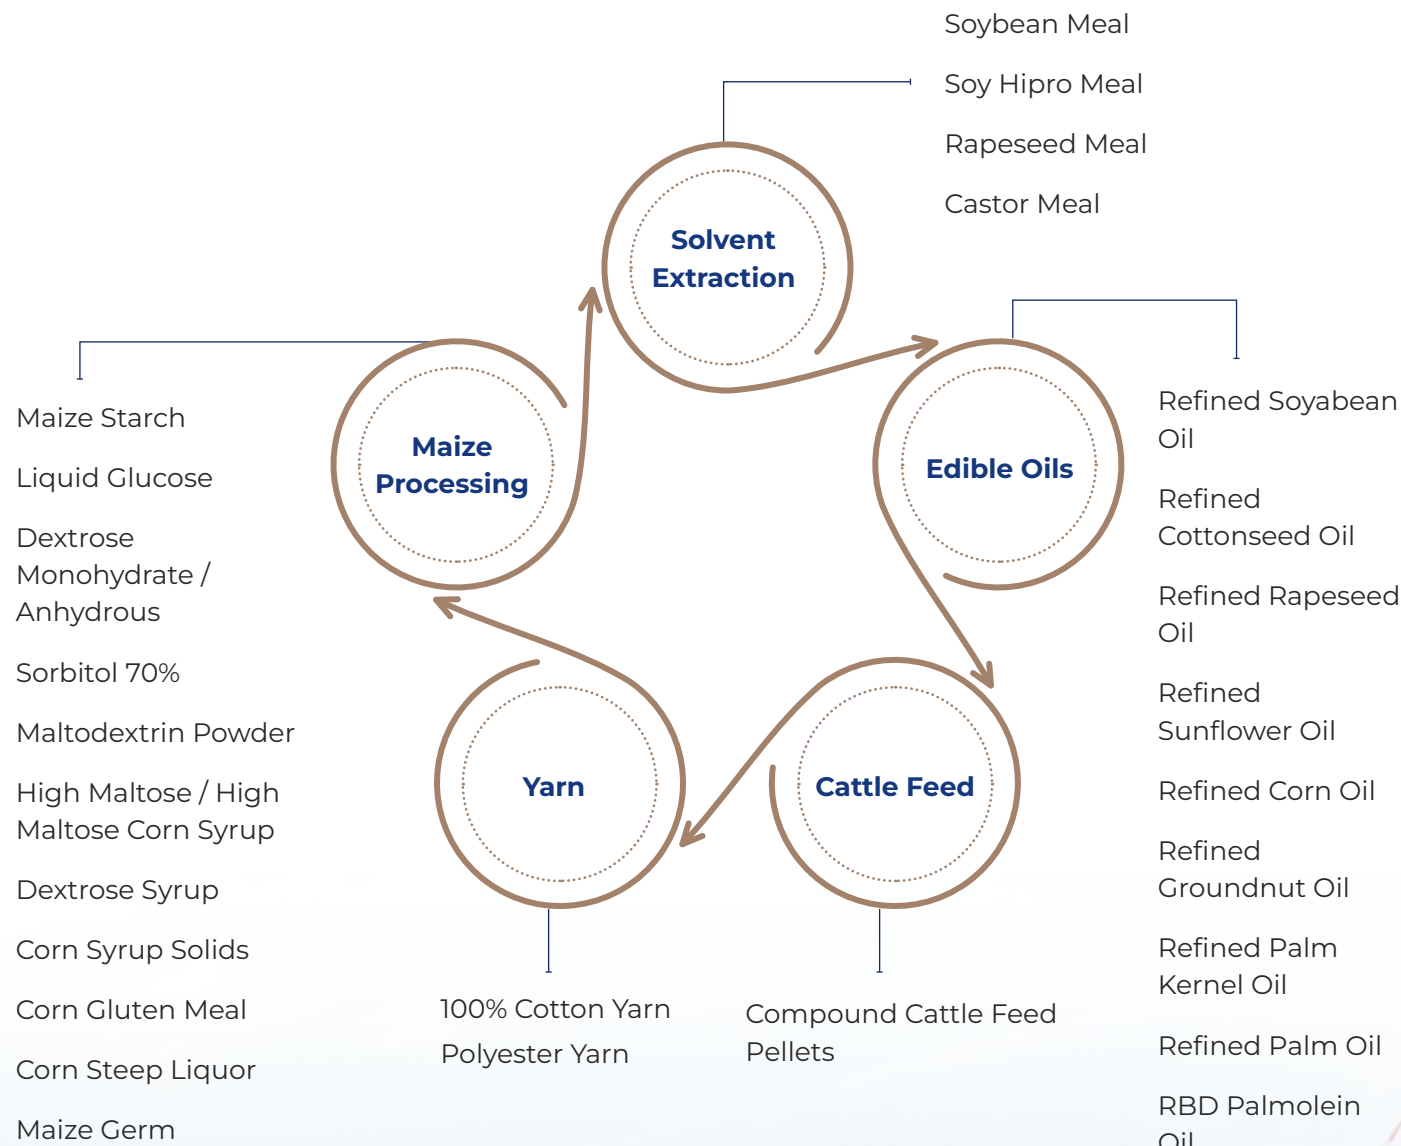 Soybean Meal
Soy Hipro Meal
Rapeseed Meal
Castor Meal
Solvent
Extraction
Maize
Processing
Edible Oils
Yarn
Cattle Feed
Maize Starch
Liquid Glucose
Dextrose
Monohydrate /
Anhydrous
Sorbitol 70%
Maltodextrin Powder
High Maltose / High
Maltose Corn Syrup
Dextrose Syrup
Corn Syrup Solids
Corn Gluten Meal
Corn Steep Liquor
Maize Germ
100% Cotton Yarn
Polyester Yarn
Compound Cattle Feed
Pellets
Refined Soyabean
Oil
Refined
Cottonseed Oil
Refined Rapeseed
Oil
Refined
Sunflower Oil
Refined Corn Oil
Refined
Groundnut Oil
Refined Palm
Kernel Oil
Refined Palm Oil
RBD Palmolein
Oil